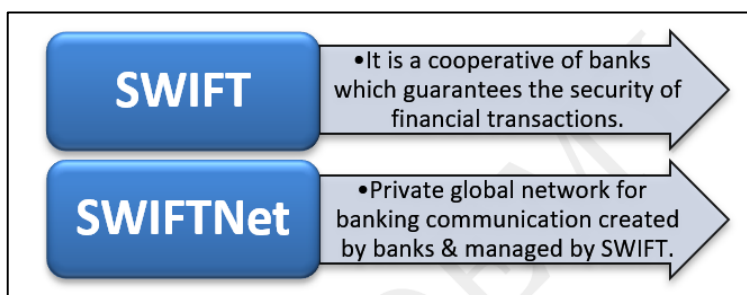 SWIFT
•It is a cooperative of banks
which guarantees the security of
financial transactions.
SWIFTNet
•Private global network for
banking communication created
by banks & managed by SWIFT.